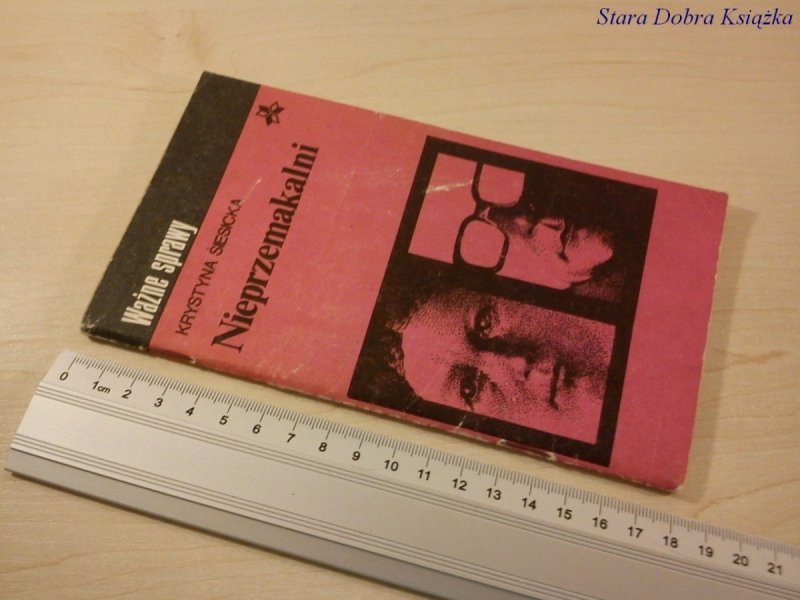 Stara Dobra Książka
Ważne sprawy
KRYSTYNA SIESICKA
Nieprzemakalni
0 1cm 2 3 4 5 6 7 8 9 10 11 12 13 14 15 16 17 18 19 20 21